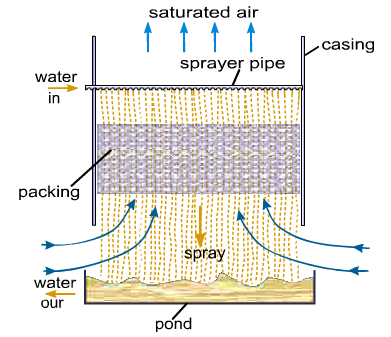 saturated air
casing
sprayer pipe
water
in
packing
spray
water
our
pond